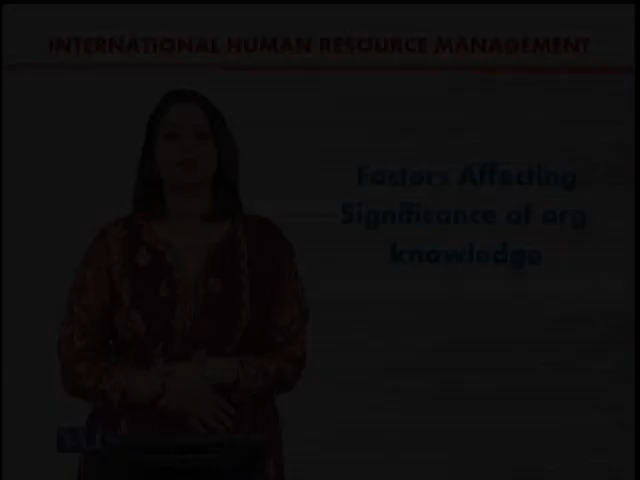 INTERNATIONAL HUMAN RESOURCE MANAGEMENT
Factors Affecting
Significance of org
knowledge